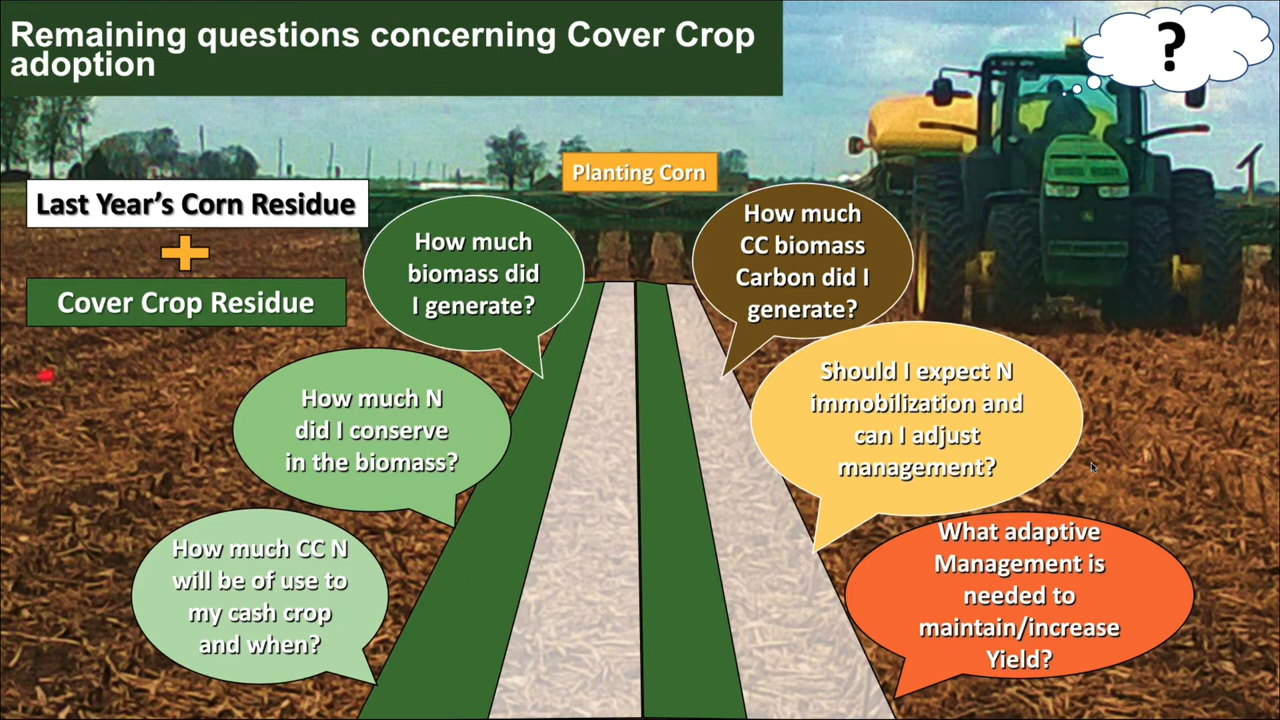 Remaining questions concerning Cover Crop
adoption
?
Planting Corn
Last Year's Corn Residue
+
Cover Crop Residue
How much
biomass did
I generate?
How much
CC biomass
Carbon did I
generate?
How much N
did I conserve
in the biomass?
Should I expect N
immobilization and
can I adjust
management?
How much CC N
will be of use to
my cash crop
and when?
What adaptive
Management is
needed to
maintain/increase
Yield?